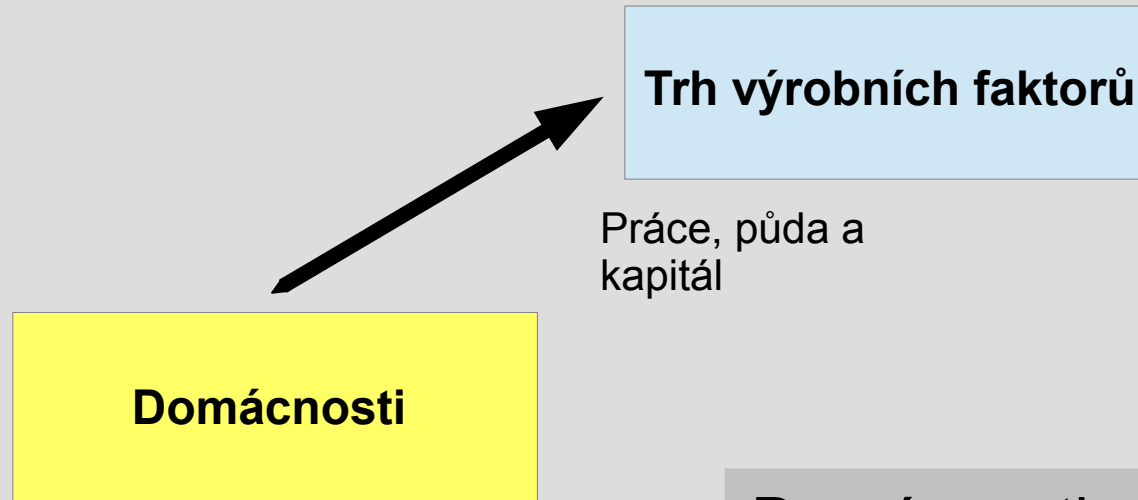 Trh výrobních faktorů
Práce, půda a
kapitál
Domácnosti